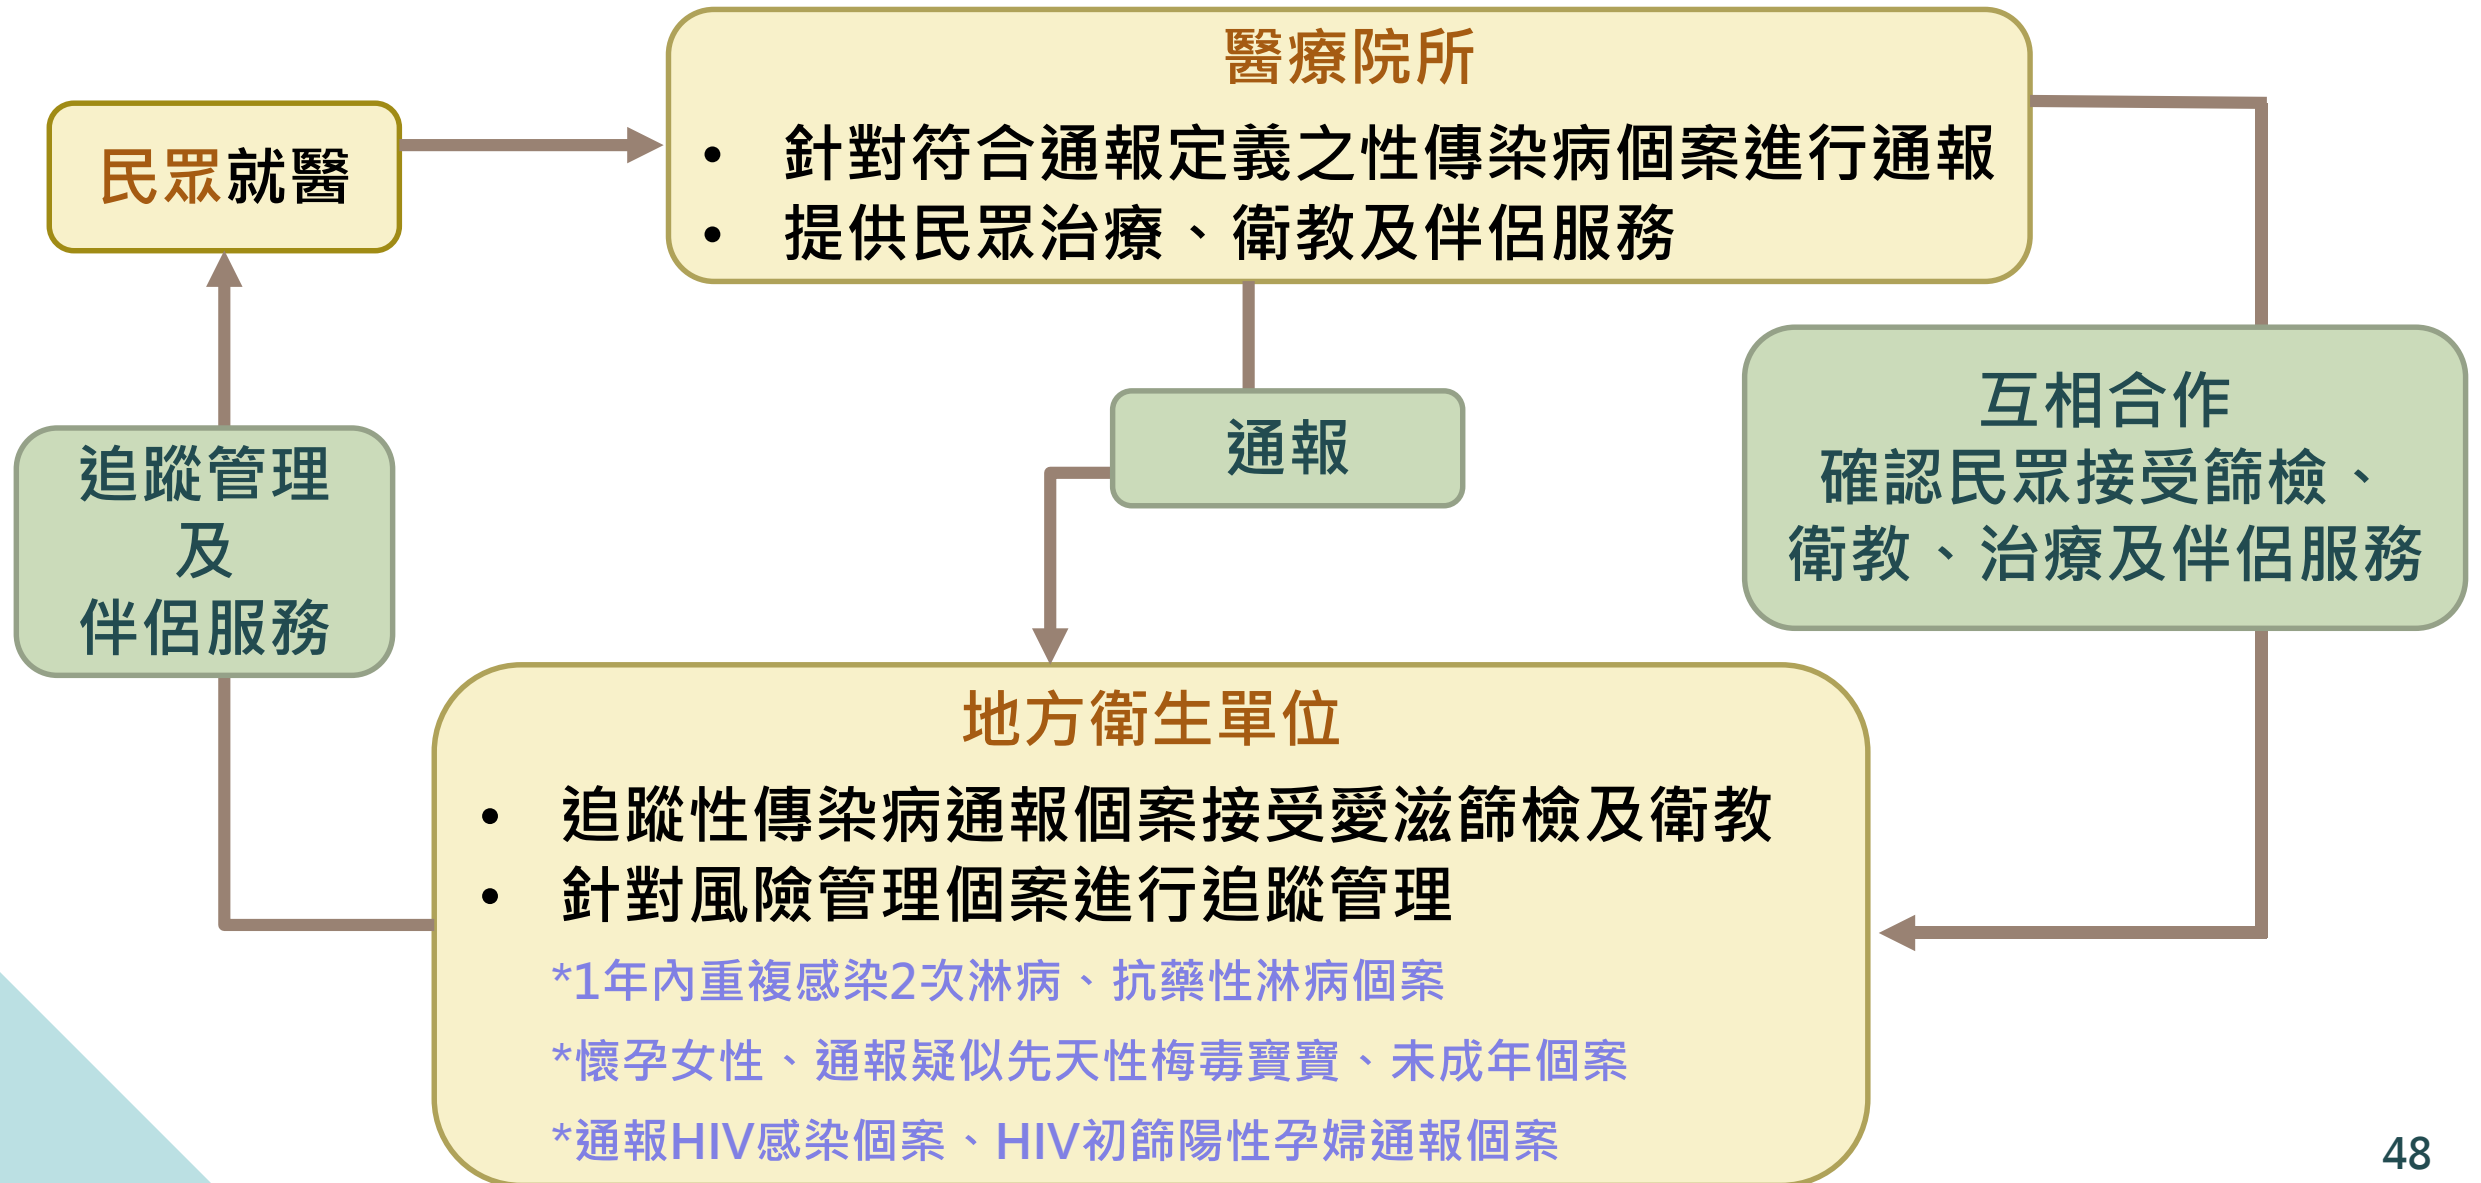 醫療院所
• 針對符合通報定義之性傳染病個案進行通報
• 提供民眾治療、衛教及伴侶服務
民眾就醫
互相合作
確認民眾接受篩檢、
衛教、治療及伴侶服務
通報
追蹤管理
及
伴侶服務
地方衛生單位
• 追蹤性傳染病通報個案接受愛滋篩檢及衛教
• 針對風險管理個案進行追蹤管理
*1年內重複感染2次淋病、抗藥性淋病個案
*懷孕女性、通報疑似先天性梅毒寶寶、未成年個案
*通報HIV感染個案、HIV初篩陽性孕婦通報個案
48